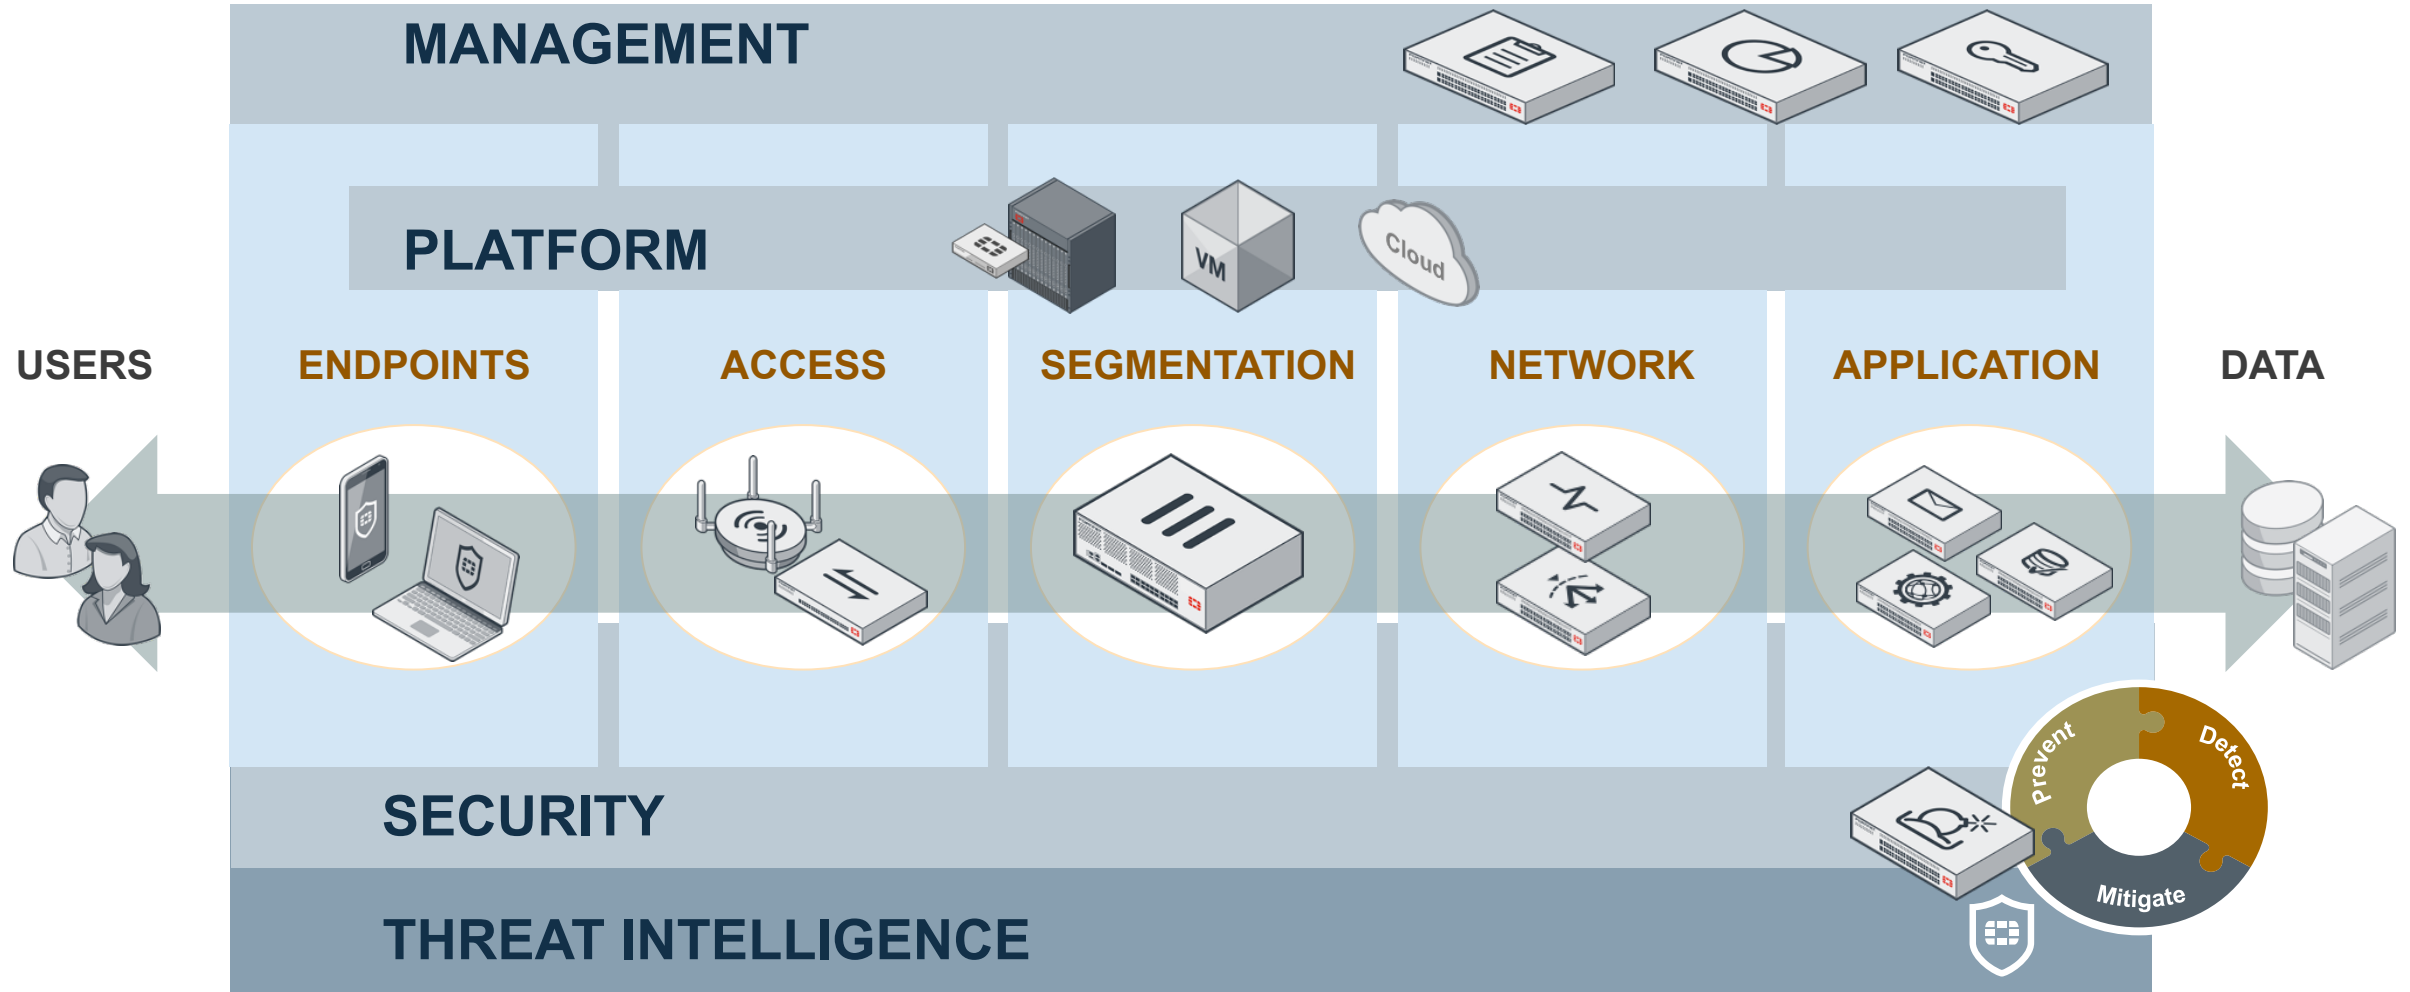 MANAGEMENT
PLATFORM
VM
Cloud
USERS
ENDPOINTS
ACCESS
SEGMENTATION
NETWORK
APPLICATION
DATA
Prevent
Detect
Mitigate
SECURITY
THREAT INTELLIGENCE